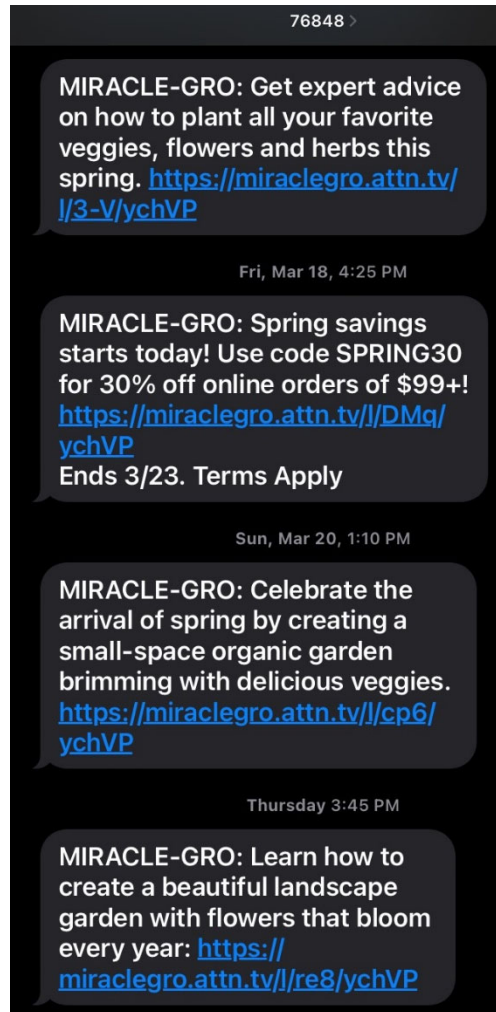 76848 >
MIRACLE-GRO: Get expert advice
on how to plant all your favorite
veggies, flowers and herbs this
spring. https://miraclegro.attn.tv/
l/3-V/ychVP
Fri, Mar 18, 4:25 PM
MIRACLE-GRO: Spring savings
starts today! Use code SPRING30
for 30% off online orders of $99+!
https://miraclegro.attn.tv/l/DMq/
ychVP
Ends 3/23. Terms Apply
Sun, Mar 20, 1:10 PM
MIRACLE-GRO: Celebrate the
arrival of spring by creating a
small-space organic garden
brimming with delicious veggies.
https://miraclegro.attn.tv/l/cp6/
ychVP
Thursday 3:45 PM
MIRACLE-GRO: Learn how to
create a beautiful landscape
garden with flowers that bloom
every year: https://
miraclegro.attn.tv/l/re8/ychVP